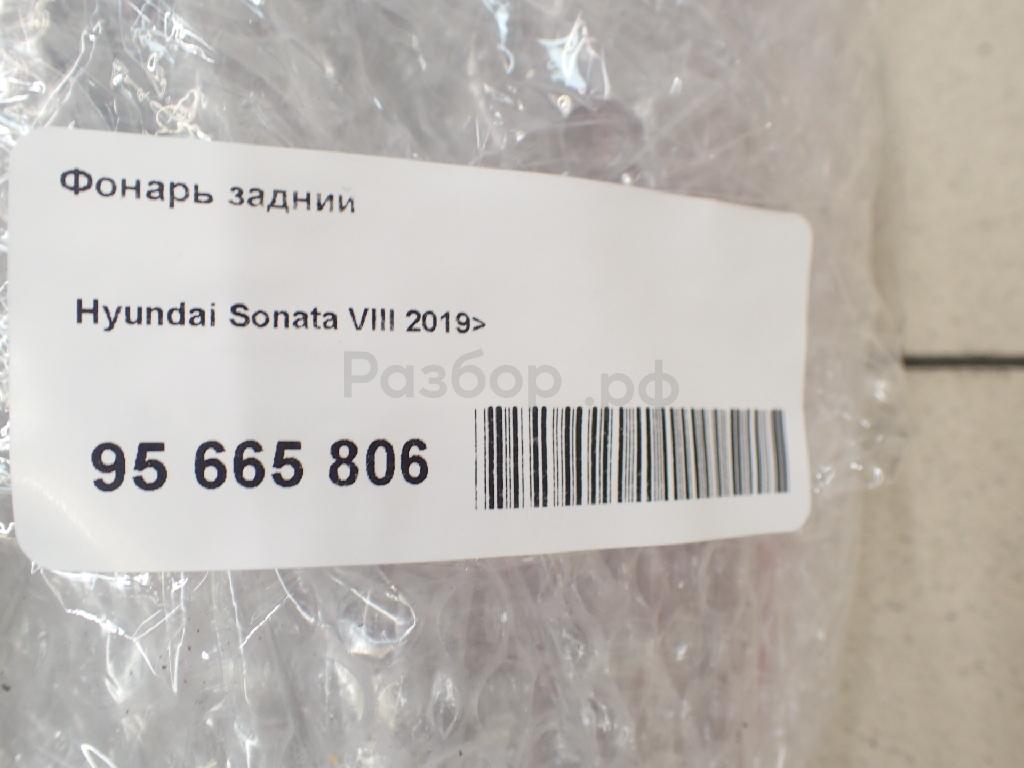 Фонарь задний
Hyundai Sonata VIII 2019>
Разбор.рф
95 665 806